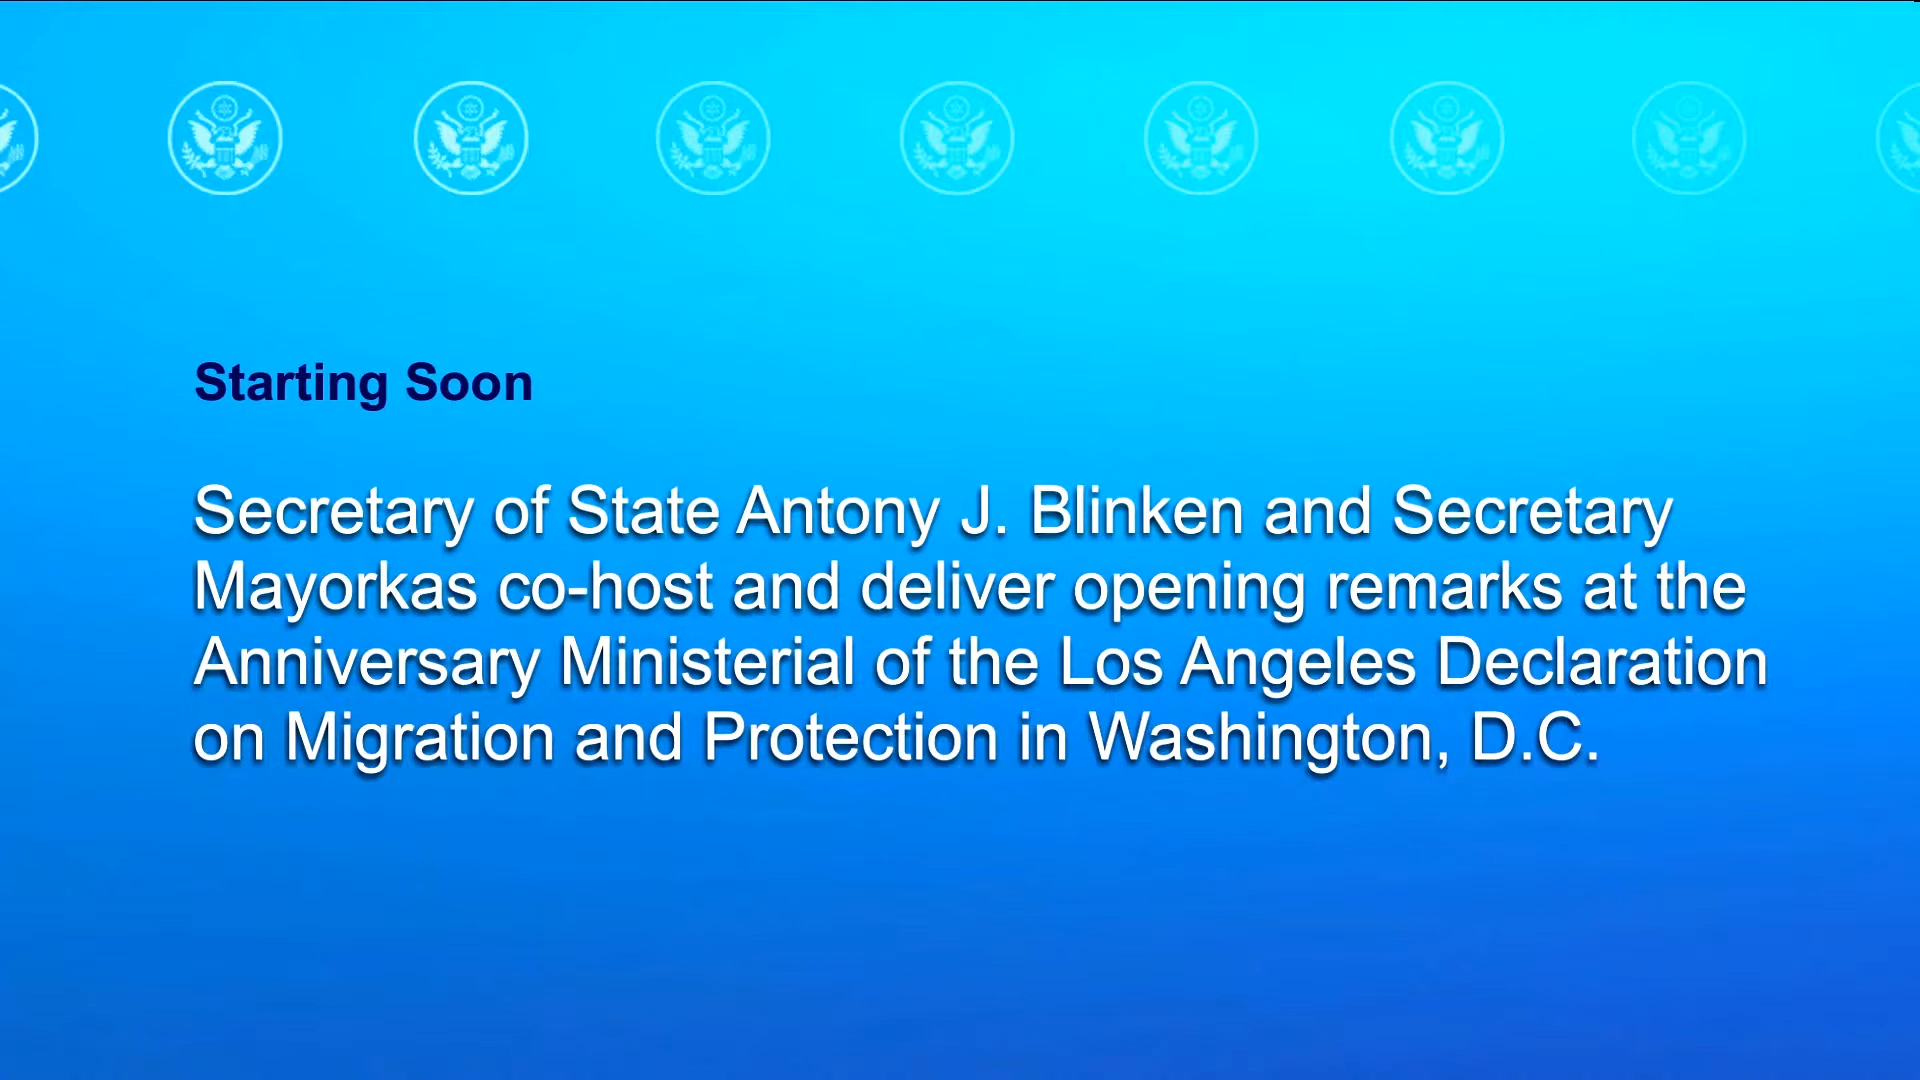 Starting Soon
Secretary of State Antony J. Blinken and Secretary
Mayorkas co-host and deliver opening remarks at the
Anniversary Ministerial of the Los Angeles Declaration
on Migration and Protection in Washington, D.C.